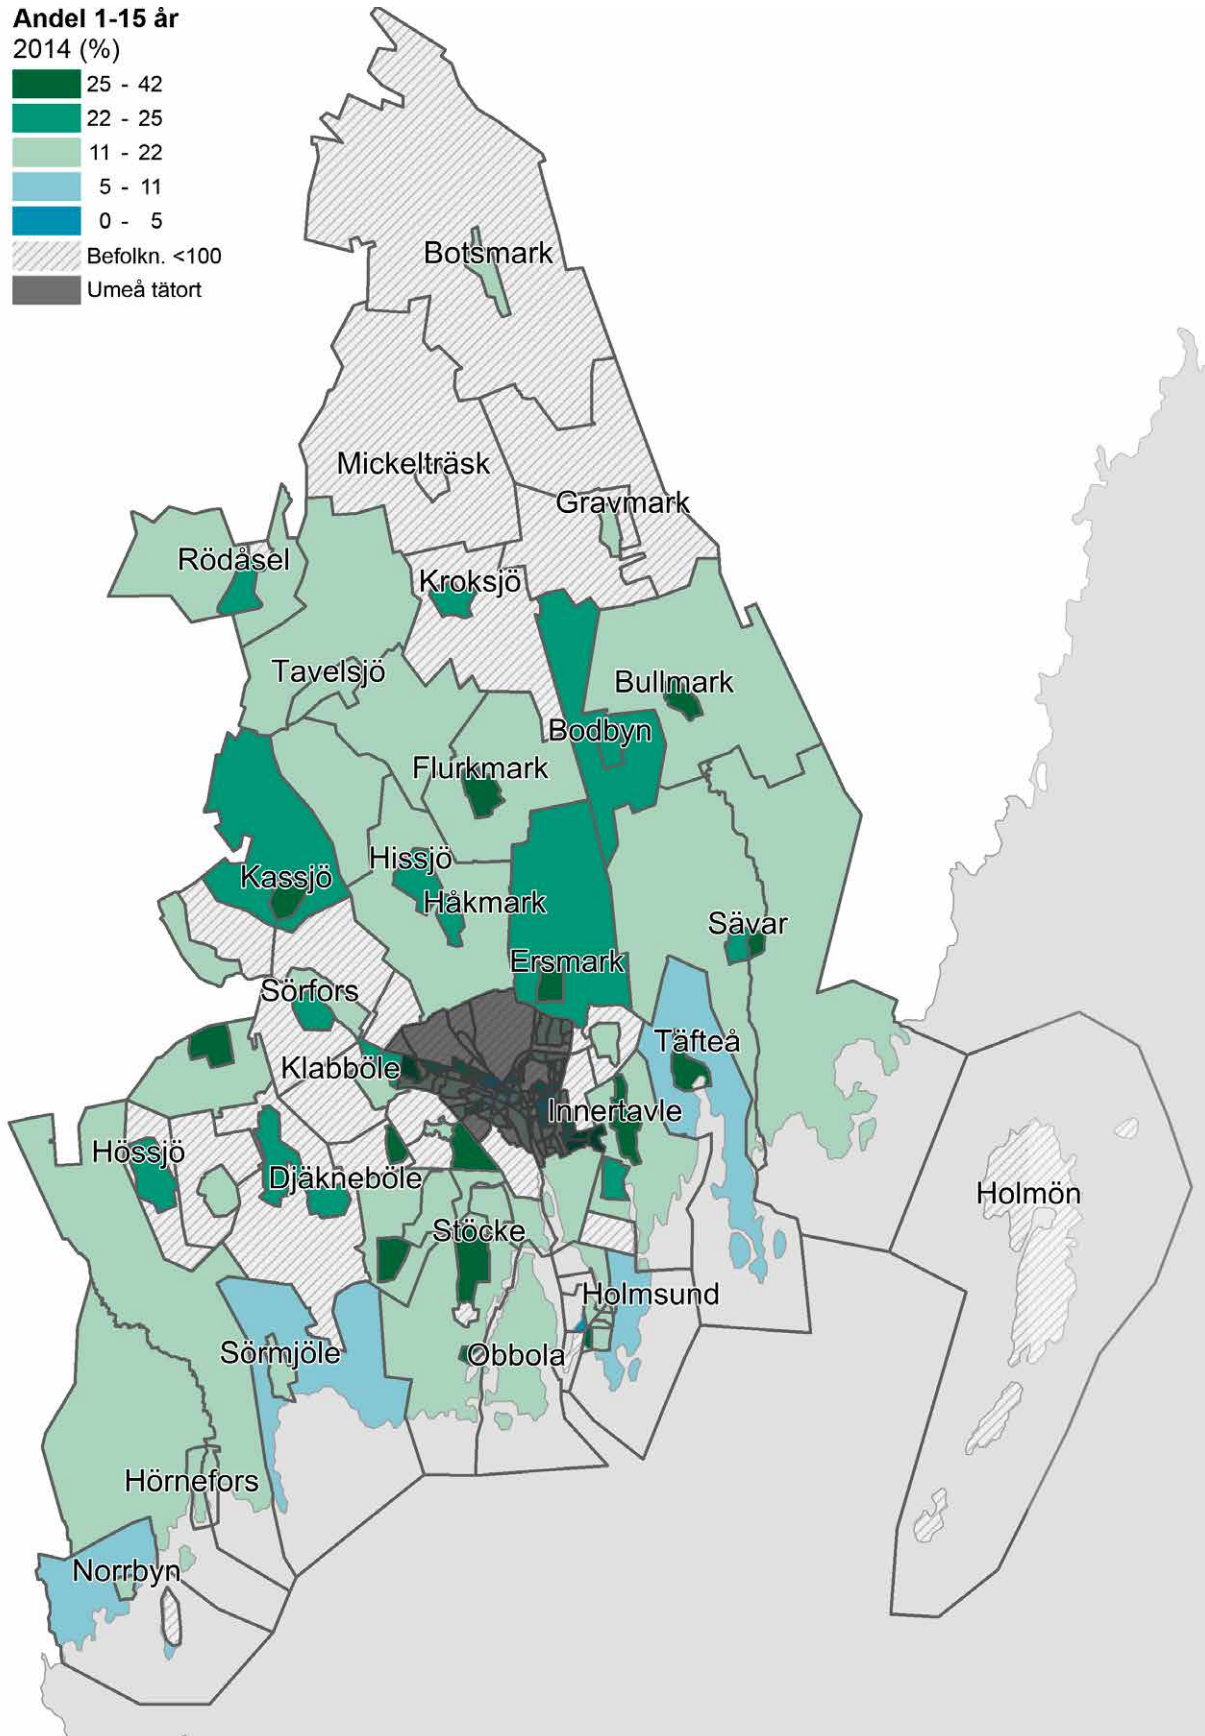 Andel 1-15 år
2014 (%)
25 - 42
22 - 25
11 - 22
5 - 11
0 - 5
Befolkn. <100
Umeå tätort
Botsmark
Mickelträsk
Gravmark
Rödåsel
Kroksjö
Tavelsjö
Bullmark
Bodbyn
Flurkmark
Hissjö
Kassjö
Håkmark
Sävar
Ersmark
Sörfors
Täfteå
Klabböle
Innertavle
Hössjö
Djäkneböle
Holmön
Stöcke
Holmsund
Sörmjöle
Obbola
Hörnefors
Norrbyn